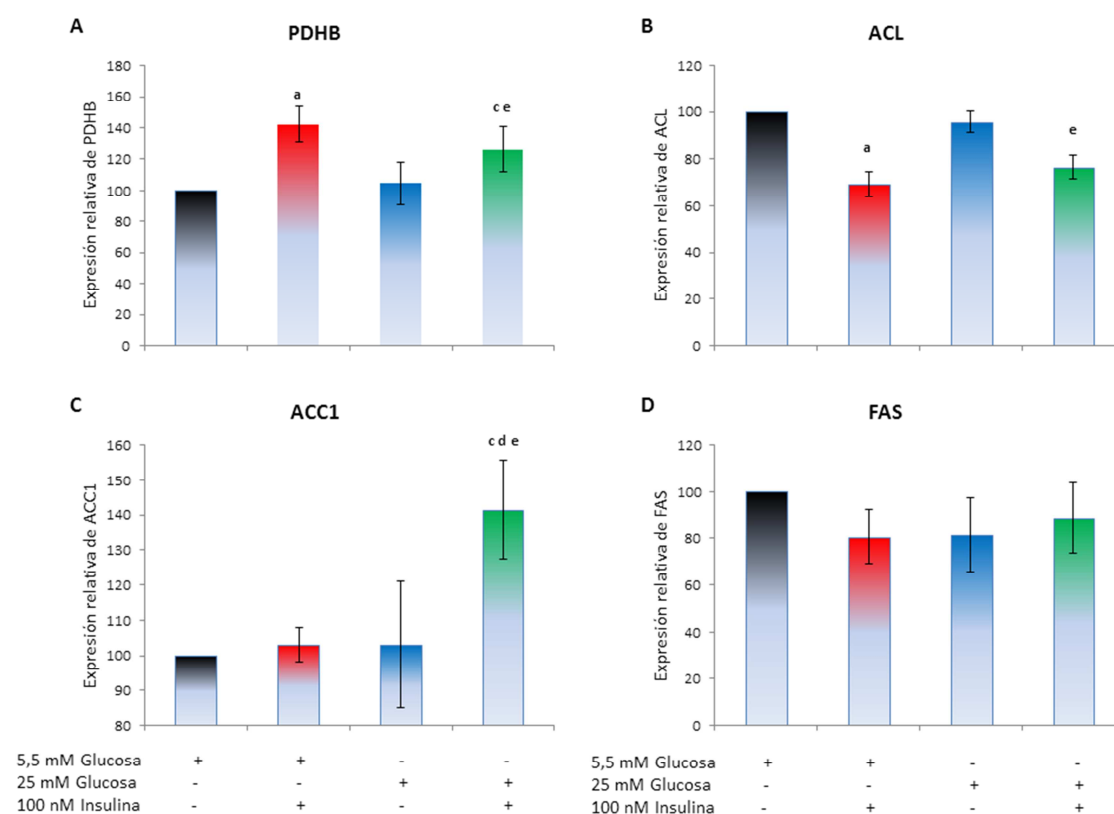 A
PDHB
Expresión relativa de PDHB
180
160
140
120
100
80
60
40
20
0
a
c e
B
ACL
Expresión relativa de ACL
120
100
80
60
40
20
0
a
e
C
ACC1
Expresión relativa de ACC1
160
150
140
130
120
110
100
90
80
c d e
D
FAS
Expresión relativa de FAS
120
100
80
60
40
20
0
5,5 mM Glucosa + + - -
25 mM Glucosa - - + +
100 nM Insulina - + - +
5,5 mM Glucosa + + - -
25 mM Glucosa - - + +
100 nM Insulina - + - +